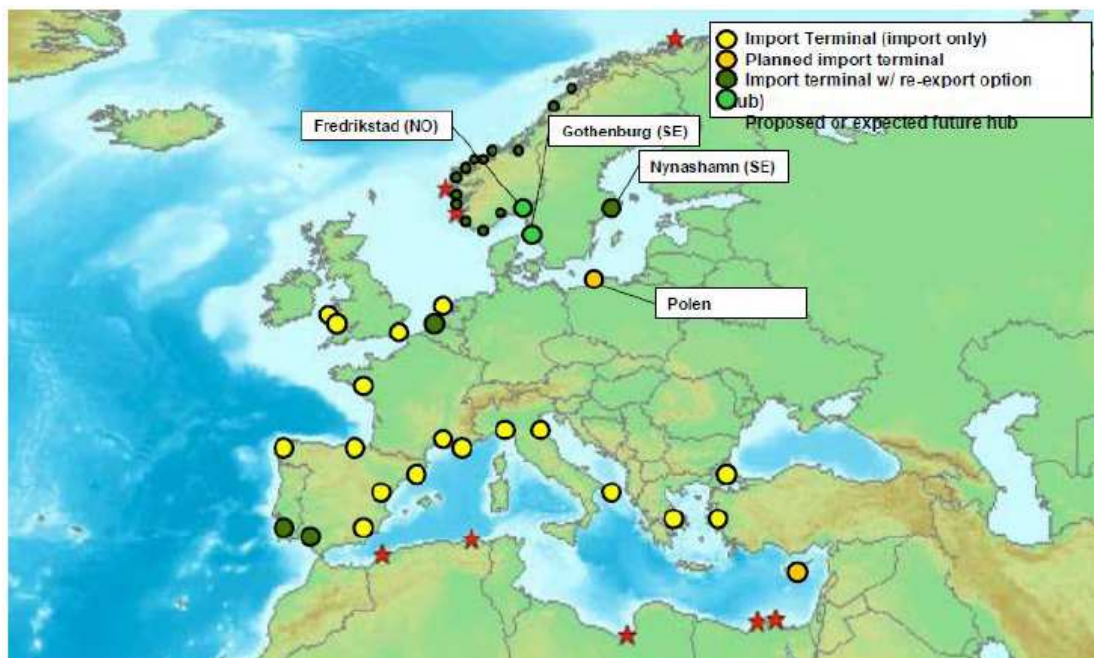 Import Terminal (import only)
Planned import terminal
Import terminal w/ re-export option
ub)
Proposed or expected future hub
Fredrikstad (NO)
Gothenburg (SE)
Nynashamn (SE)
Polen